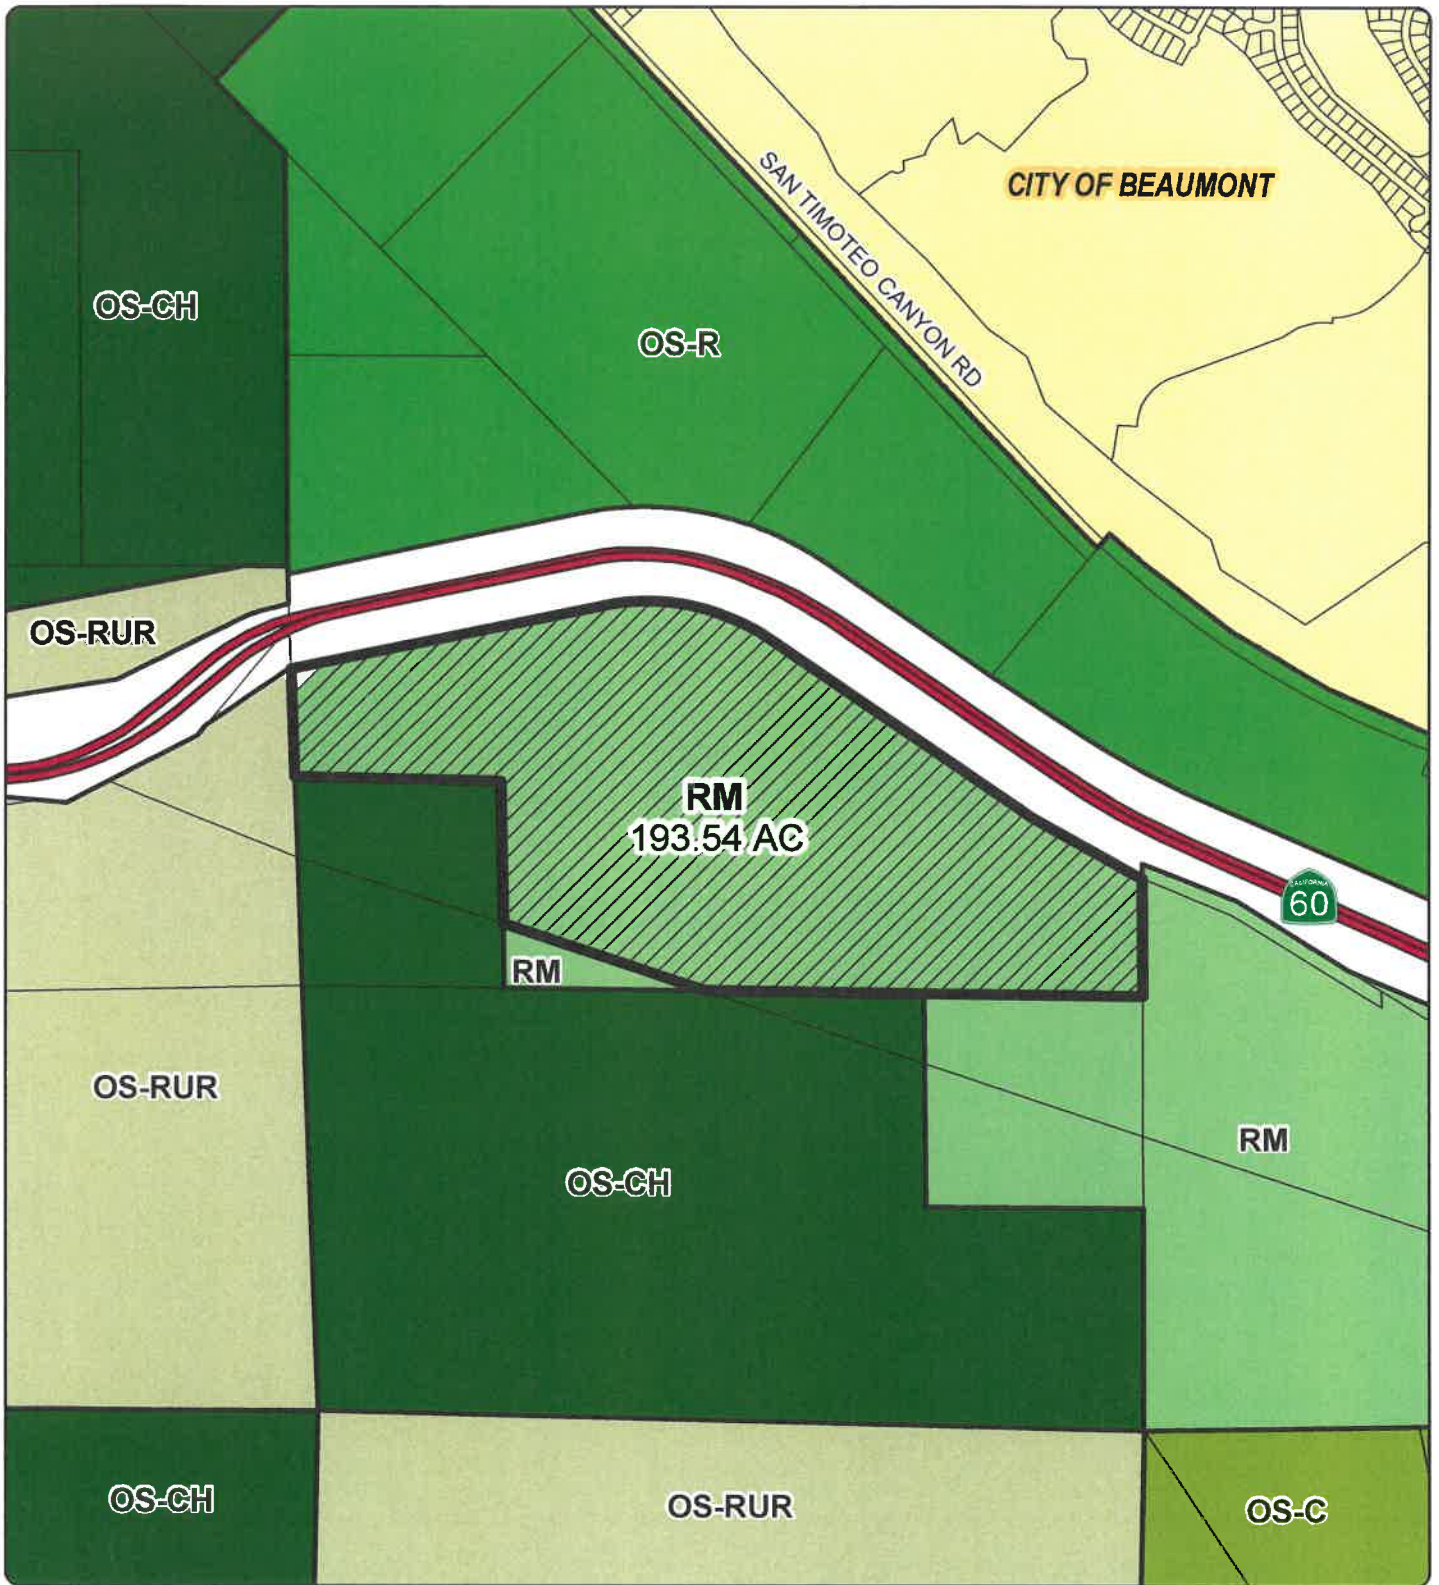 CITY OF BEAUMONT
SAN TIMOTEO CANYON RD
OS-CH
OS-R
OS-RUR
RM
193.54 AC
CALIFORNIA
60
RM
OS-RUR
RM
OS-CH
OS-CH
OS-RUR
OS-C